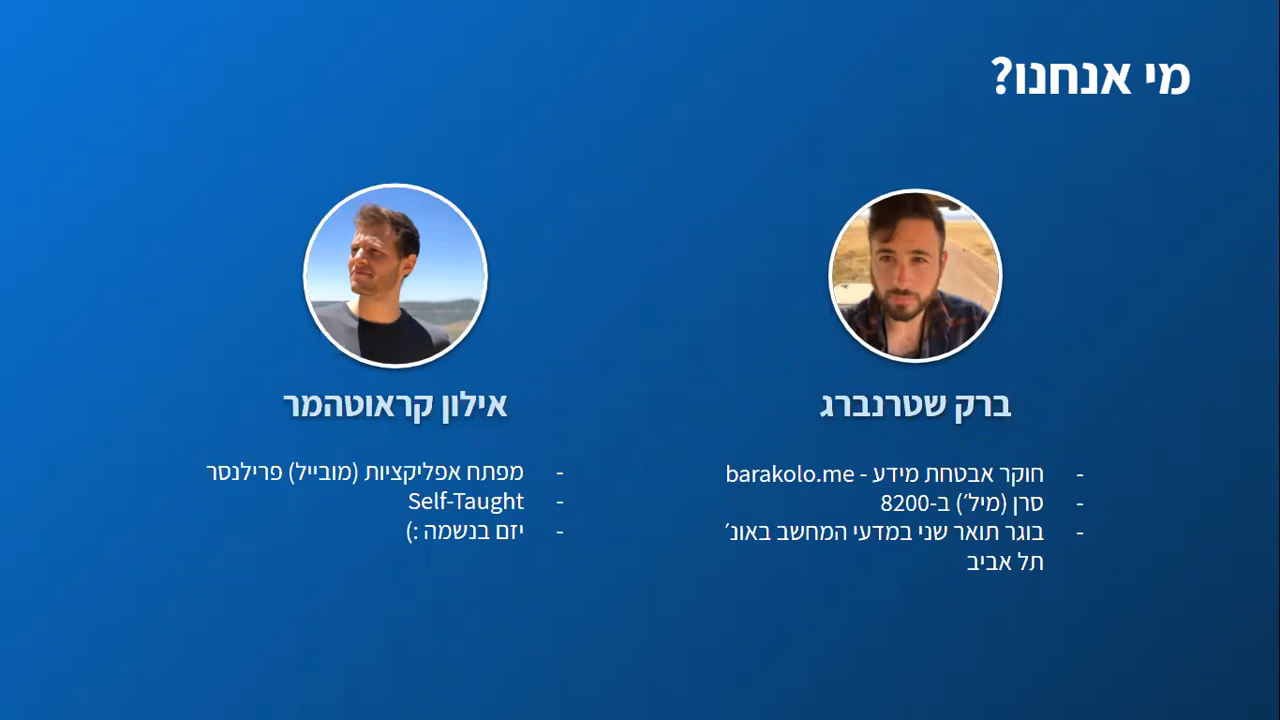 מי אנחנו?
ברק שטרנברג
- חוקר אבטחת מידע - barakolo.me
- סרן (מיל׳) ב-8200
- בוגר תואר שני במדעי המחשב באונ׳
תל אביב
אילון קראוטהמר
- מפתח אפליקציות (מובייל) פרילנסר
- Self-Taught
- יזם בנשמה :)